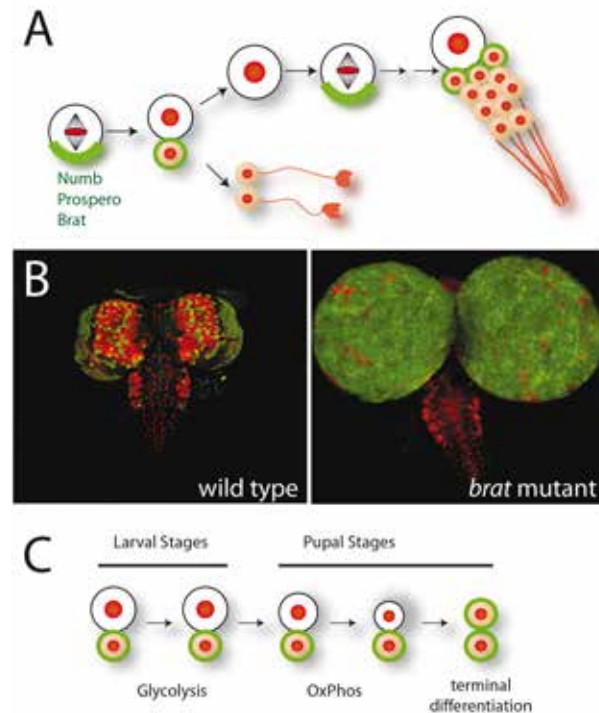 A
Numb
Prospero
Brat
B
wild type
brat mutant
C
Larval Stages
Pupal Stages
Glycolysis
OxPhos
terminal
differentiation